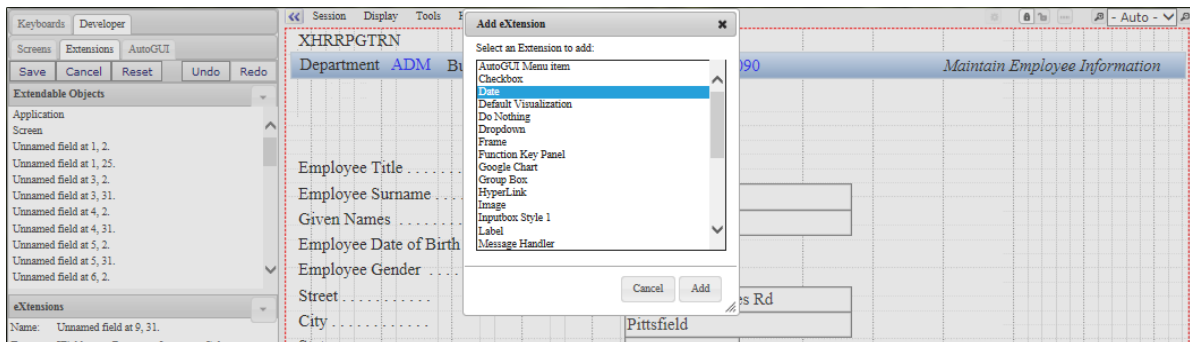 Keyboards Developer
Screens Extensions AutoGUI
Save Cancel Reset Undo Redo
Extendable Objects
Application
Screen
Unnamed field at 1, 2.
Unnamed field at 1, 25.
Unnamed field at 3, 2.
Unnamed field at 3, 31.
Unnamed field at 4, 2.
Unnamed field at 4, 31.
Unnamed field at 5, 2.
Unnamed field at 5, 31.
Unnamed field at 6, 2.
eXtensions
Name: Unnamed field at 9, 31.
Session Display Tools
- Auto -
XHRRPGTRN
Department ADM Bu 090 Maintain Employee Information
Employee Title . . . . . . .
Employee Surname . . . .
Given Names . . . . . . . .
Employee Date of Birth
Employee Gender . . . .
Street . . . . . . . . . . . es Rd
City . . . . . . . . . . . . Pittsfield
Add eXtension
Select an Extension to add:
AutoGUI Menu item
Checkbox
Date
Default Visualization
Do Nothing
Dropdown
Frame
Function Key Panel
Google Chart
Group Box
HyperLink
Image
Inputbox Style 1
Label
Message Handler
Cancel Add